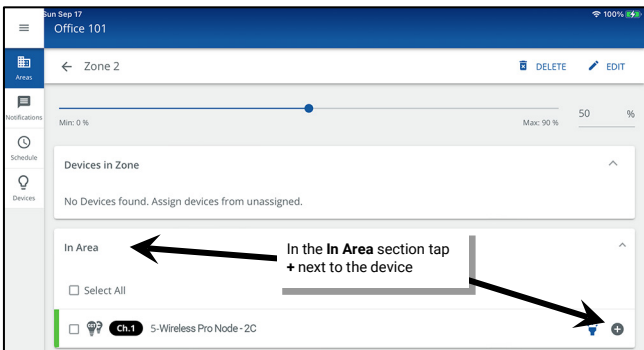 Sun Sep 17
100%
Office 101
Areas
Zone 2
DELETE
EDIT
Notifications
Min: 0 %
Max: 90 %
50 %
Schedule
Devices in Zone
Devices
No Devices found. Assign devices from unassigned.
In Area
In the In Area section tap
+ next to the device
Select All
Ch.1 5-Wireless Pro Node - 2C